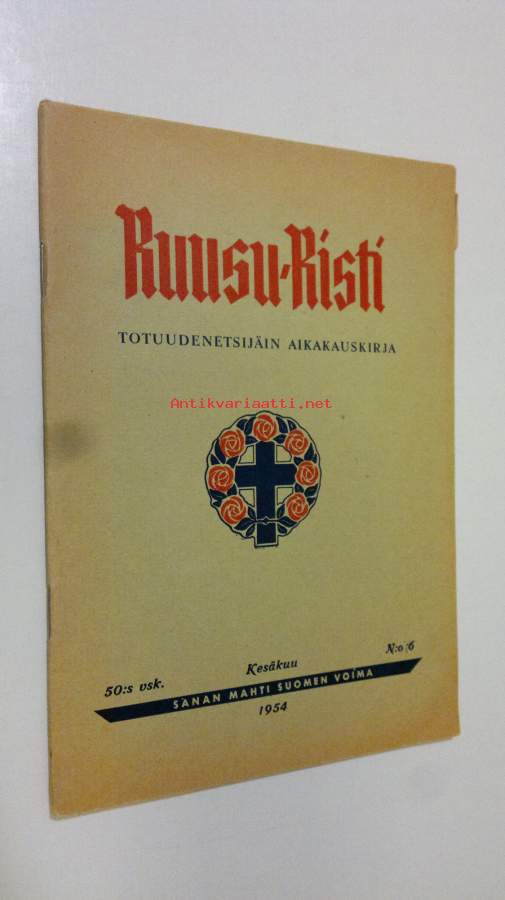 Ruusu-Risti
TOTUUDENETSIJÄIN AIKAKAUSKIRJA
Antikvariaatti.net
50:s vsk. Kesäkuu N:o 6
SANAN MAHTI SUOMEN VOIMA
1954